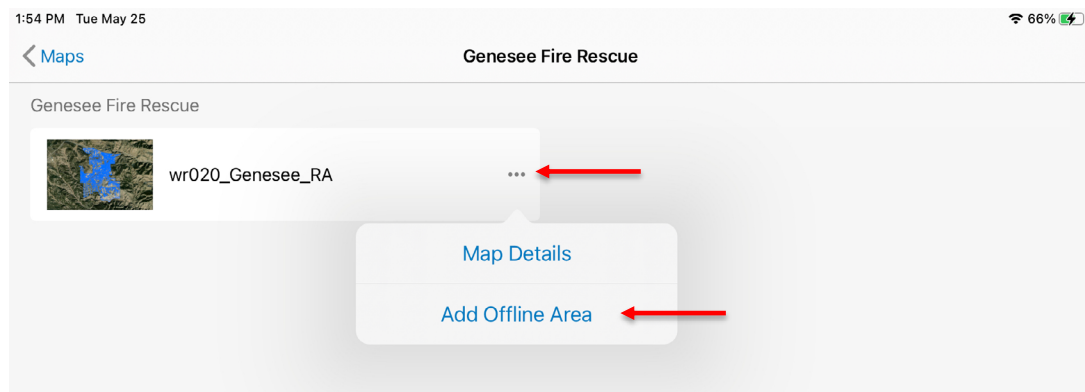 1:54 PM Tue May 25 66%
Maps Genesee Fire Rescue
Genesee Fire Rescue
wr020_Genesee_RA
Map Details
Add Offline Area